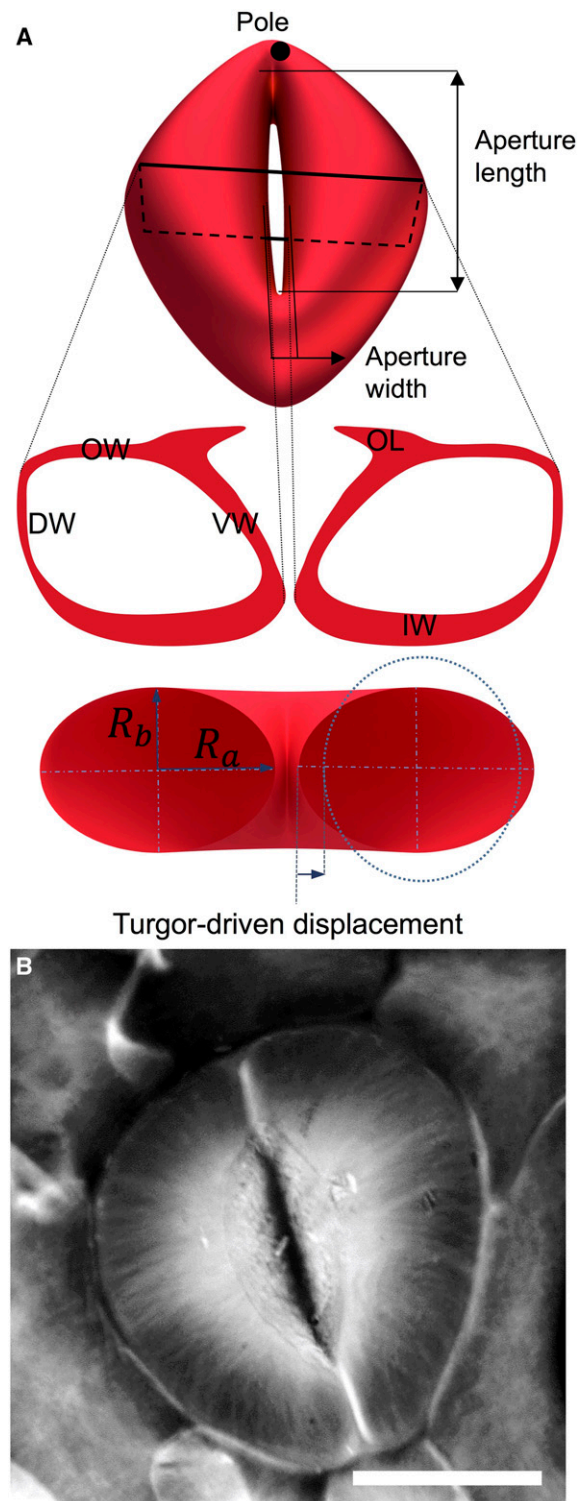 A
Pole
Aperture
length
Aperture
width
OW
OL
DW
VW
IW
R_b
R_a
Turgor-driven displacement
B